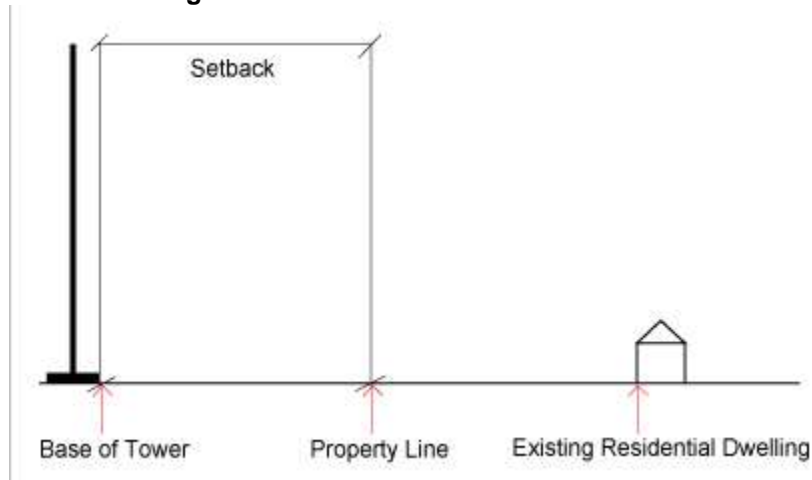 Setback
Base of Tower
Property Line
Existing Residential Dwelling